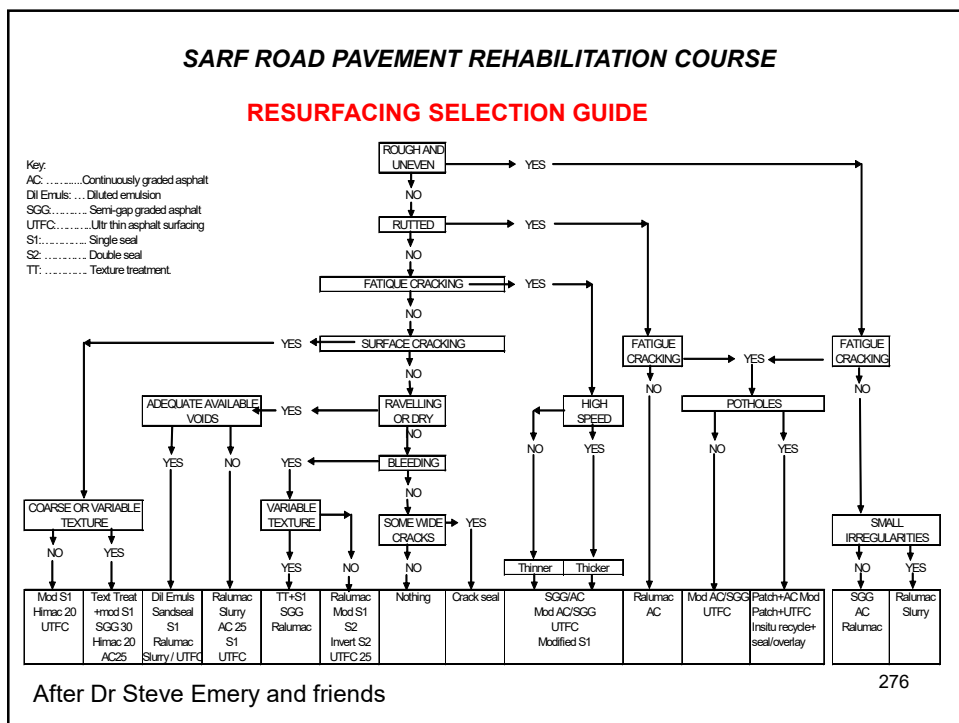 SARF ROAD PAVEMENT REHABILITATION COURSE
RESURFACING SELECTION GUIDE
Key:
AC: ………...Continuously graded asphalt
Dil Emuls: … Diluted emulsion
SGG:………. Semi-gap graded asphalt
UTFC:……….Ultr thin asphalt surfacing
S1:………….. Single seal
S2: …………. Double seal
TT: …………. Texture treatment.
ROUGH AND
UNEVEN
YES
YES
NO
RUTTED
YES
NO
FATIQUE CRACKING
YES
NO
YES
SURFACE CRACKING
NO
FATIGUE
CRACKING
YES
FATIGUE
CRACKING
ADEQUATE AVAILABLE
VOIDS
YES
RAVELLING
OR DRY
NO
HIGH
SPEED
NO
POTHOLES
NO
YES
NO
YES
BLEEDING
NO
YES
NO
YES
NO
COARSE OR VARIABLE
TEXTURE
VARIABLE
TEXTURE
SOME WIDE
CRACKS
YES
SMALL
IRREGULARITIES
NO
YES
YES
NO
NO
Thinner
Thicker
NO
YES
Mod S1
Himac 20
UTFC
Text Treat
+mod S1
SGG 30
Himac 20
AC25
Dil Emuls
Sandseal
S1
Ralumac
Slurry / UTFC
Ralumac
Slurry
AC 25
S1
UTFC
TT+S1
SGG
Ralumac
Ralumac
Mod S1
S2
Invert S2
UTFC 25
Nothing
Crack seal
SGG/AC
Mod AC/SGG
UTFC
Modified S1
Ralumac
AC
Mod AC/SGG
UTFC
Patch+AC Mod
Patch+UTFC
Insitu recycle+
seal/overlay
SGG
AC
Ralumac
Ralumac
Slurry
After Dr Steve Emery and friends
276